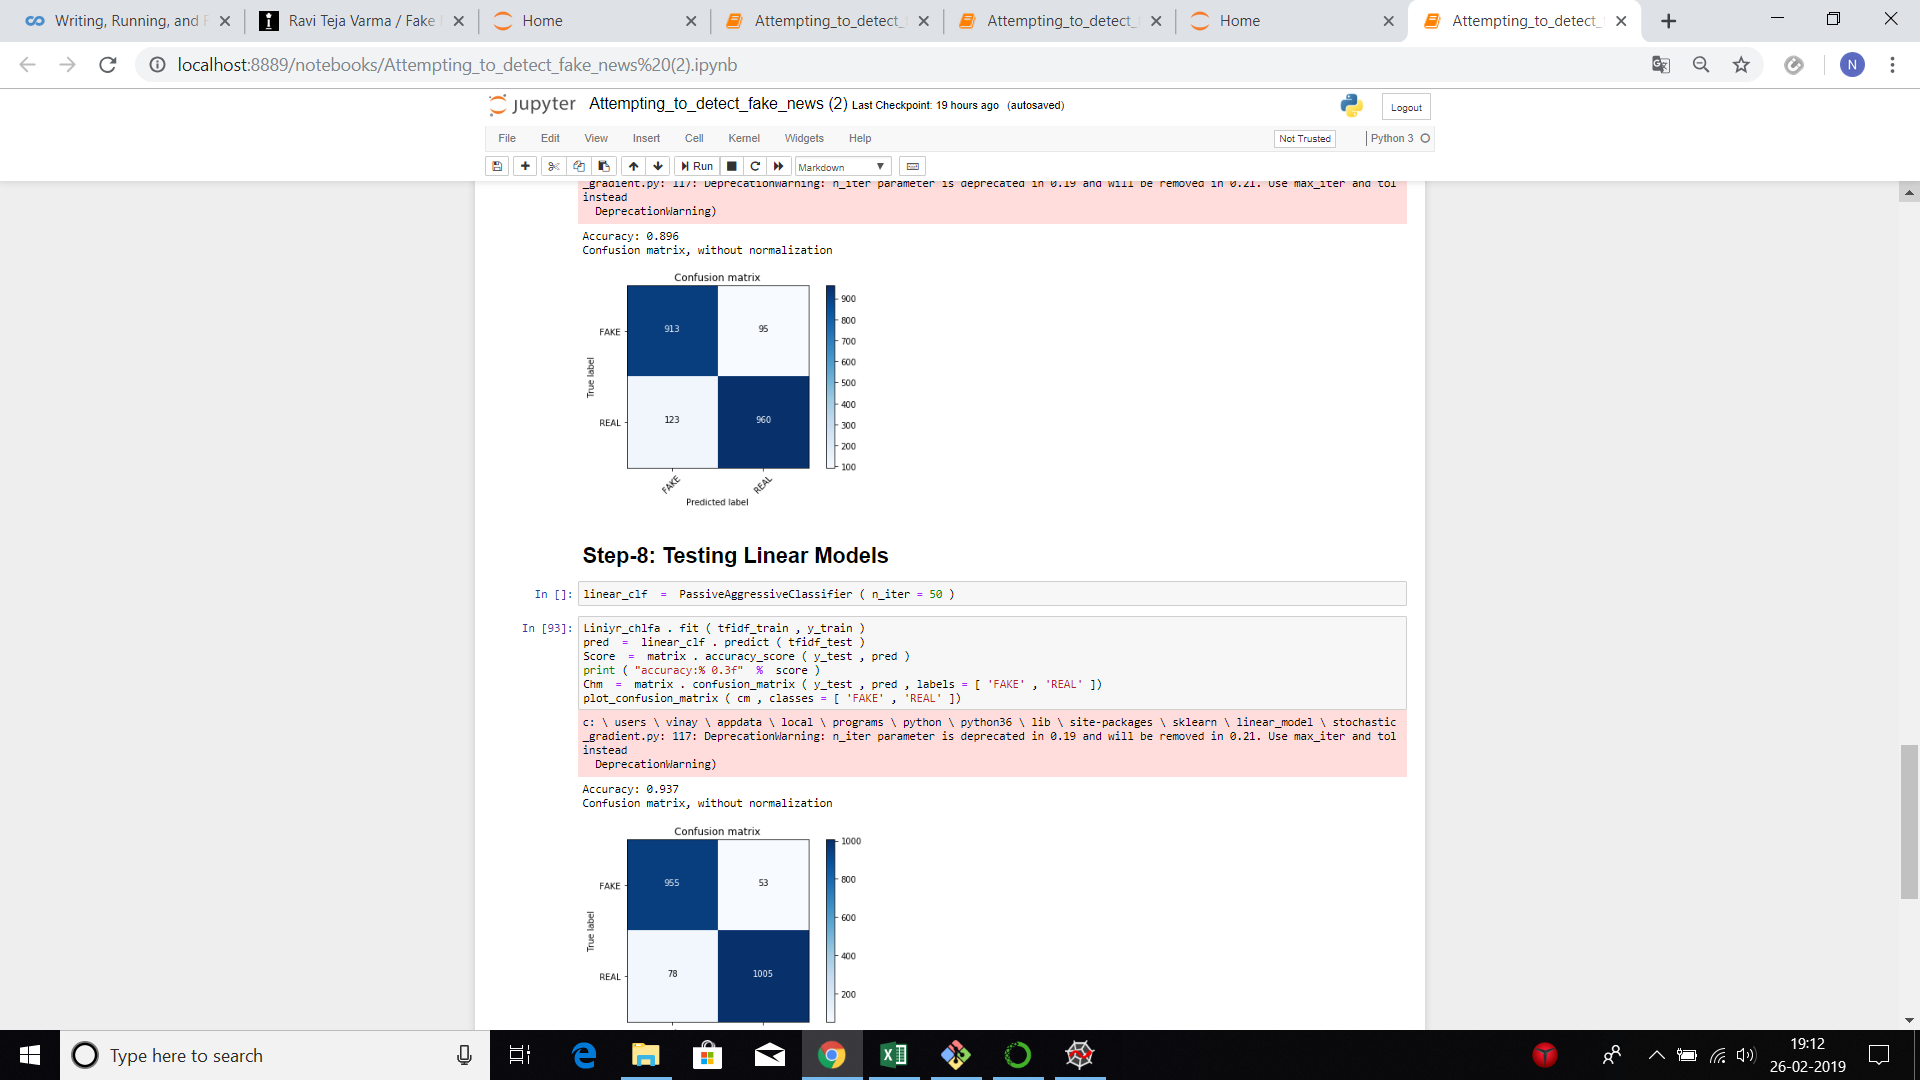 Writing, Running, and
Ravi Teja Varma / Fake
Home
Attempting_to_detect_
Attempting_to_detect_
Home
Attempting_to_detect_
localhost:8889/notebooks/Attempting_to_detect_fake_news%20(2).ipynb
N
jupyter Attempting_to_detect_fake_news (2) Last Checkpoint: 19 hours ago (autosaved)
Logout
File Edit View Insert Cell Kernel Widgets Help
Not Trusted
Python 3
Run
Markdown
_gradient.py: 117: DeprecationWarning: n_iter parameter is deprecated in 0.19 and will be removed in 0.21. Use max_iter and tol
instead
DeprecationWarning)
Accuracy: 0.896
Confusion matrix, without normalization
Confusion matrix
True label
FAKE
913
95
REAL
123
960
FAKE
REAL
Predicted label
900
800
700
600
500
400
300
200
100
Step-8: Testing Linear Models
In []: linear_clf = PassiveAggressiveClassifier ( n_iter = 50 )
In [93]: Liniyr_chlfa . fit ( tfidf_train , y_train )
pred = linear_clf . predict ( tfidf_test )
Score = matrix . accuracy_score ( y_test , pred )
print ( "accuracy:% 0.3f" % score )
Chm = matrix . confusion_matrix ( y_test , pred , labels = [ 'FAKE' , 'REAL' ])
plot_confusion_matrix ( cm , classes = [ 'FAKE' , 'REAL' ])
c: \ users \ vinay \ appdata \ local \ programs \ python \ python36 \ lib \ site-packages \ sklearn \ linear_model \ stochastic
_gradient.py: 117: DeprecationWarning: n_iter parameter is deprecated in 0.19 and will be removed in 0.21. Use max_iter and tol
instead
DeprecationWarning)
Accuracy: 0.937
Confusion matrix, without normalization
Confusion matrix
True label
FAKE
955
53
REAL
78
1005
1000
800
600
400
200
Type here to search
19:12
26-02-2019